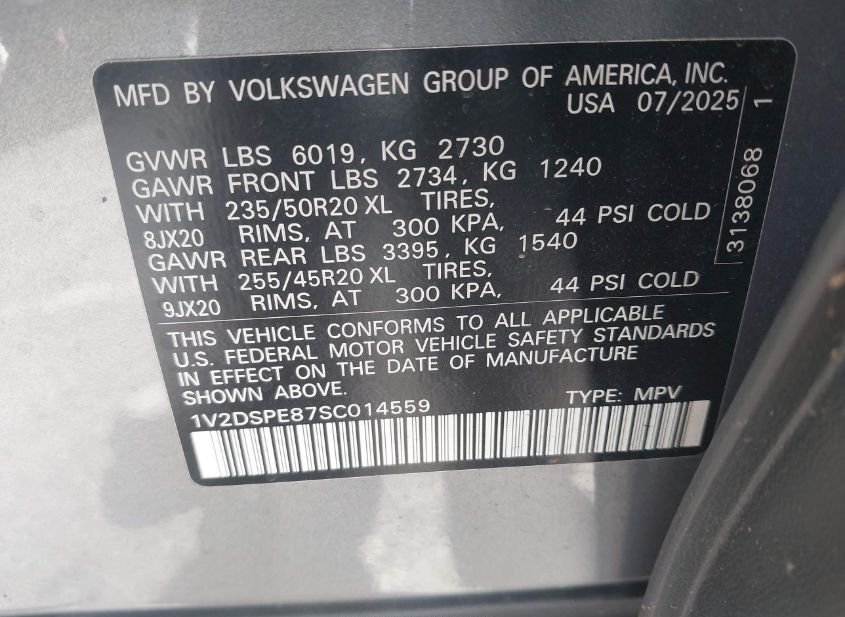 MFD BY VOLKSWAGEN GROUP OF AMERICA, INC.
USA 07/2025
GVWR LBS 6019, KG 2730
GAWR FRONT LBS 2734, KG 1240
WITH 235/50R20 XL TIRES,
8JX20 RIMS, AT 300 KPA, 44 PSI COLD
GAWR REAR LBS 3395, KG 1540
WITH 255/45R20 XL TIRES,
9JX20 RIMS, AT 300 KPA, 44 PSI COLD
THIS VEHICLE CONFORMS TO ALL APPLICABLE
U.S. FEDERAL MOTOR VEHICLE SAFETY STANDARDS
IN EFFECT ON THE DATE OF MANUFACTURE
SHOWN ABOVE.
1V2DSPE87SC014559 TYPE: MPV
3138068 1